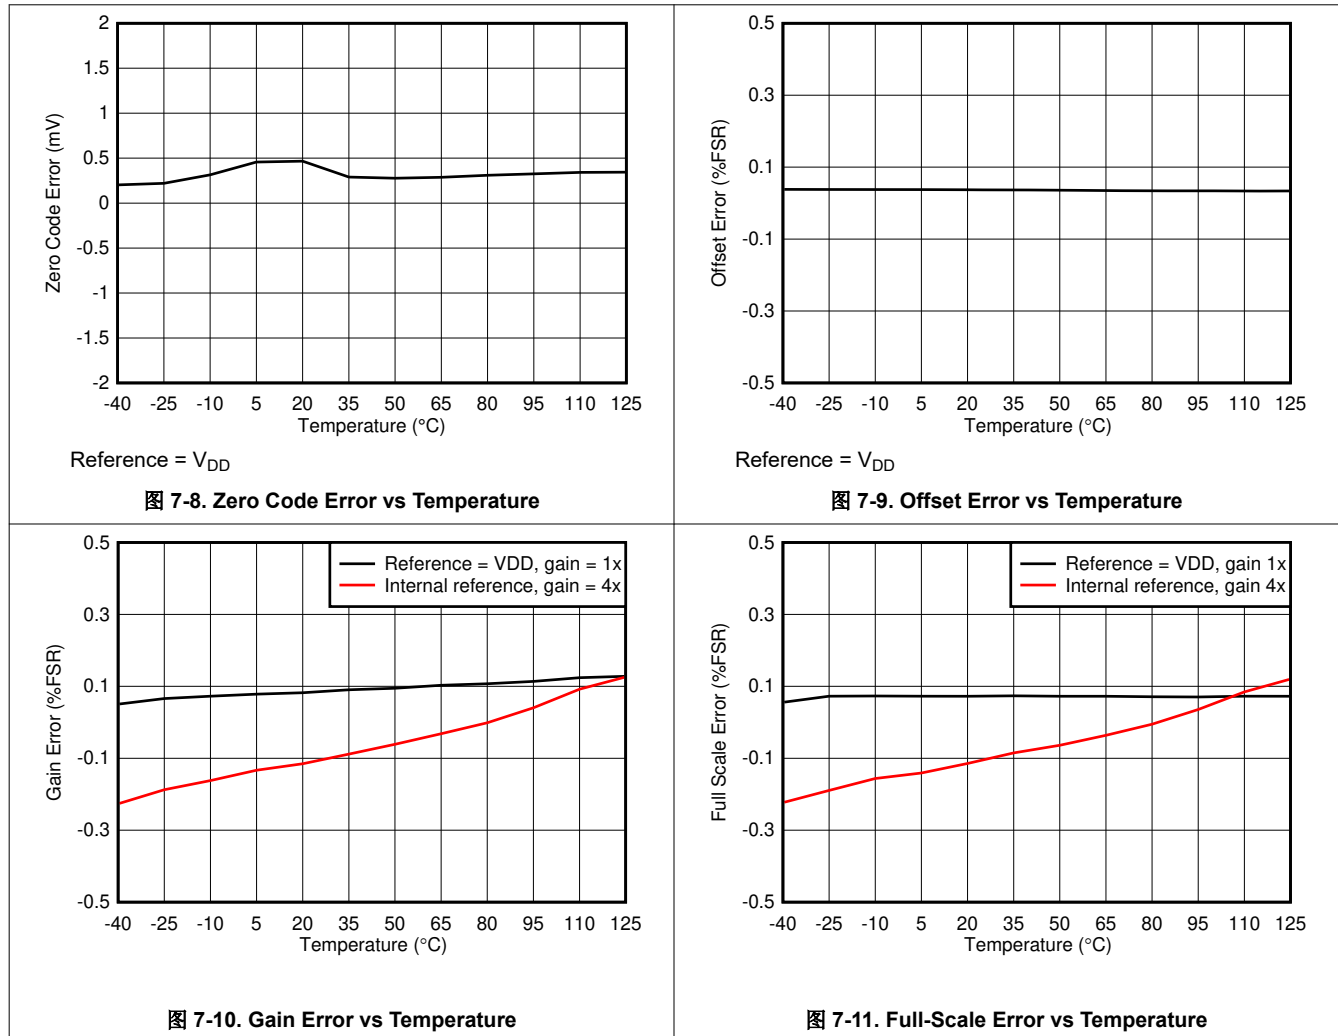 2
1.5
1
0.5
0
-0.5
-1
-1.5
-2
Zero Code Error (mV)
-40 -25 -10 5 20 35 50 65 80 95 110 125
Temperature (°C)
Reference = VDD
图 7-8. Zero Code Error vs Temperature
0.5
0.3
0.1
-0.1
-0.3
-0.5
Offset Error (%FSR)
-40 -25 -10 5 20 35 50 65 80 95 110 125
Temperature (°C)
Reference = VDD
图 7-9. Offset Error vs Temperature
0.5
0.3
0.1
-0.1
-0.3
-0.5
Gain Error (%FSR)
Reference = VDD, gain = 1x
Internal reference, gain = 4x
-40 -25 -10 5 20 35 50 65 80 95 110 125
Temperature (°C)
图 7-10. Gain Error vs Temperature
0.5
0.3
0.1
-0.1
-0.3
-0.5
Full Scale Error (%FSR)
Reference = VDD, gain 1x
Internal reference, gain 4x
-40 -25 -10 5 20 35 50 65 80 95 110 125
Temperature (°C)
图 7-11. Full-Scale Error vs Temperature